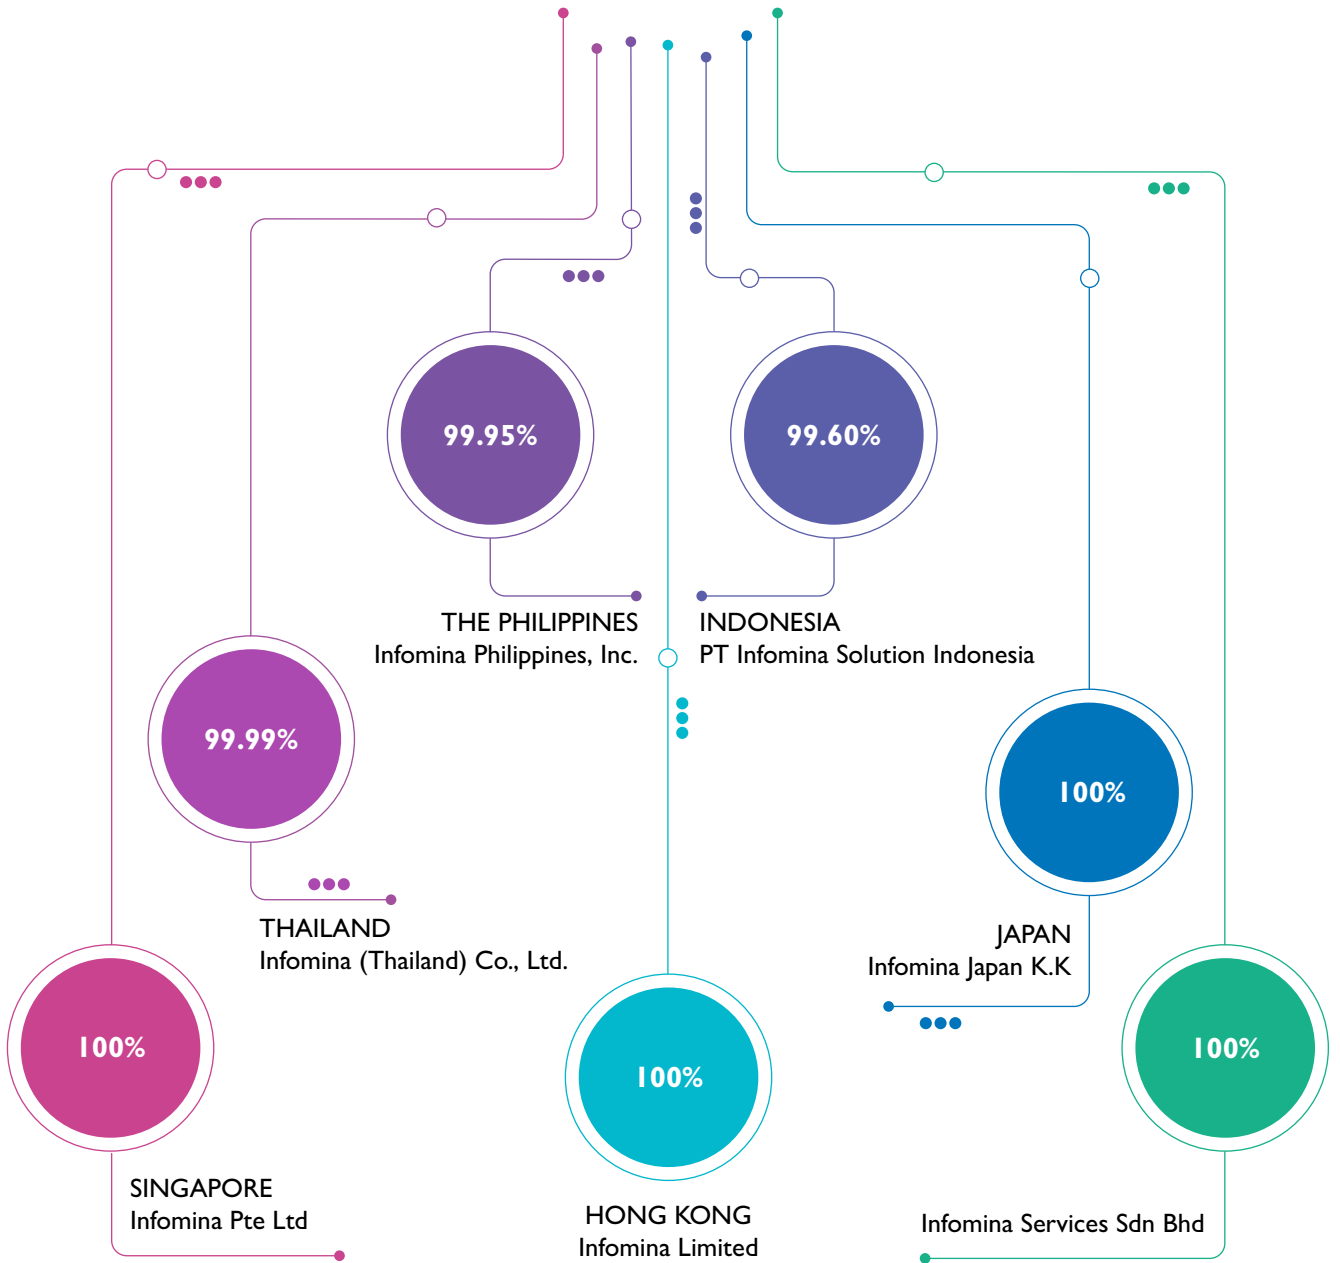 99.95%
THE PHILIPPINES
Infomina Philippines, Inc.
99.60%
INDONESIA
PT Infomina Solution Indonesia
99.99%
THAILAND
Infomina (Thailand) Co., Ltd.
100%
JAPAN
Infomina Japan K.K
100%
SINGAPORE
Infomina Pte Ltd
100%
HONG KONG
Infomina Limited
100%
Infomina Services Sdn Bhd